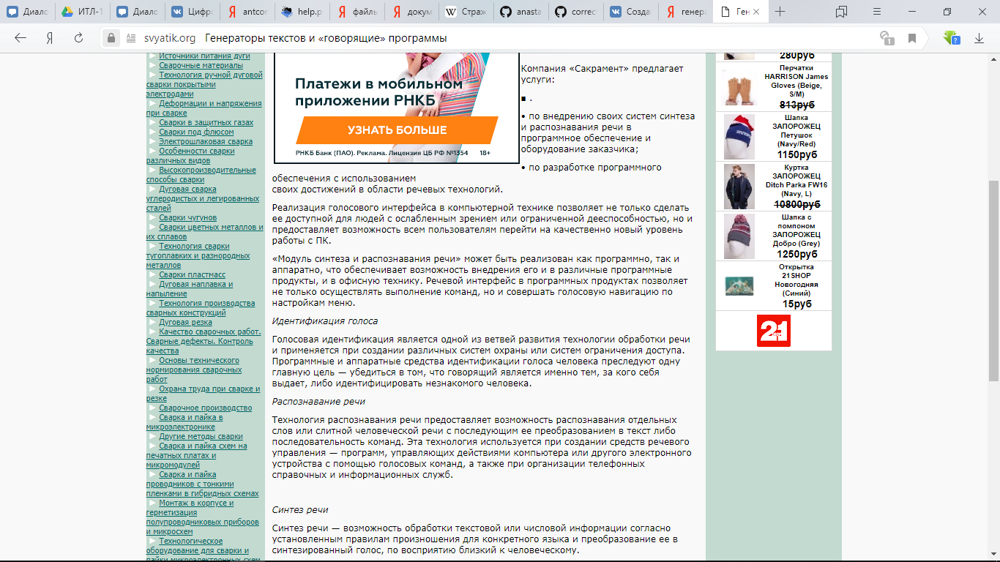 Диало
ИТЛ-1
Диало
Цифр
antcor
help.p
файль
докум
Страж
anasta
correc
Созда
генера
Ген
svyatik.org Генераторы текстов и «говорящие» программы
1
?
Источники питания дуги
Сварочные материалы
Технология ручной дуговой
сварки покрытыми
электродами
Деформации и напряжения
при сварке
Сварки в защитных газах
Сварки под флюсом
Электрошлаковая сварка
Особенности сварки
различных видов
Высокопроизводительные
способы сварки
Дуговая сварка
углеродистых и легированных
сталей
Сварки чугунов
Сварки цветных металлов и
их сплавов
Технология сварки
тугоплавких и разнородных
металлов
Сварки пластмасс
Дуговая наплавка и
напыление
Технология производства
сварных конструкций
Дуговая резка
Качество сварочных работ.
Сварные дефекты. Контроль
качества
Основы технического
нормирования сварочных
работ
Охрана труда при сварке и
резке
Сварочное производство
Сварка и пайка в
микроэлектронике
Другие методы сварки
Сварка и пайка схем на
печатных платах и
микромодулей
Сварка и пайка
проводников с тонкими
пленками в гибридных схемах
Монтаж в корпусе и
герметизация
полупроводниковых приборов
и микросхем
Технологическое
оборудование для сварки и
пайки микроэлектронных схем
Платежи в мобильном
приложении РНКБ
УЗНАТЬ БОЛЬШЕ
РНКБ Банк (ПАО). Реклама. Лицензия ЦБ РФ №1354 18+
Компания «Сакрамент» предлагает
услуги:
■ .
• по внедрению своих систем синтеза
и распознавания речи в
программное обеспечение и
оборудование заказчика;
• по разработке программного
обеспечения с использованием
своих достижений в области речевых технологий.
Реализация голосового интерфейса в компьютерной технике позволяет не только сделать
ее доступной для людей с ослабленным зрением или ограниченной дееспособностью, но и
предоставляет возможность всем пользователям перейти на качественно новый уровень
работы с ПК.
«Модуль синтеза и распознавания речи» может быть реализован как программно, так и
аппаратно, что обеспечивает возможность внедрения его и в различные программные
продукты, и в офисную технику. Речевой интерфейс в программных продуктах позволяет
не только осуществлять выполнение команд, но и совершать голосовую навигацию по
настройкам меню.
Идентификация голоса
Голосовая идентификация является одной из ветвей развития технологии обработки речи
и применяется при создании различных систем охраны или систем ограничения доступа.
Программные и аппаратные средства идентификации голоса человека преследуют одну
главную цель — убедиться в том, что говорящий является именно тем, за кого себя
выдает, либо идентифицировать незнакомого человека.
Распознавание речи
Технология распознавания речи предоставляет возможность распознавания отдельных
слов или слитной человеческой речи с последующим ее преобразованием в текст либо
последовательность команд. Эта технология используется при создании средств речевого
управления — программ, управляющих действиями компьютера или другого электронного
устройства с помощью голосовых команд, а также при организации телефонных
справочных и информационных служб.
Синтез речи
Синтез речи — возможность обработки текстовой или числовой информации согласно
установленным правилам произношения для конкретного языка и преобразование ее в
синтезированный голос, по восприятию близкий к человеческому.
280руб
Перчатки
HARRISON James
Gloves (Beige,
S/M)
813руб
Шапка
ЗАПОРОЖЕЦ
Петушок
(Navy/Red)
1150руб
Куртка
ЗАПОРОЖЕЦ
Ditch Parka FW16
(Navy, L)
10800руб
Шапка с
помпоном
ЗАПОРОЖЕЦ
Добро (Grey)
1250руб
Открытка
21SHOP
Новогодняя
(Синий)
15руб
21